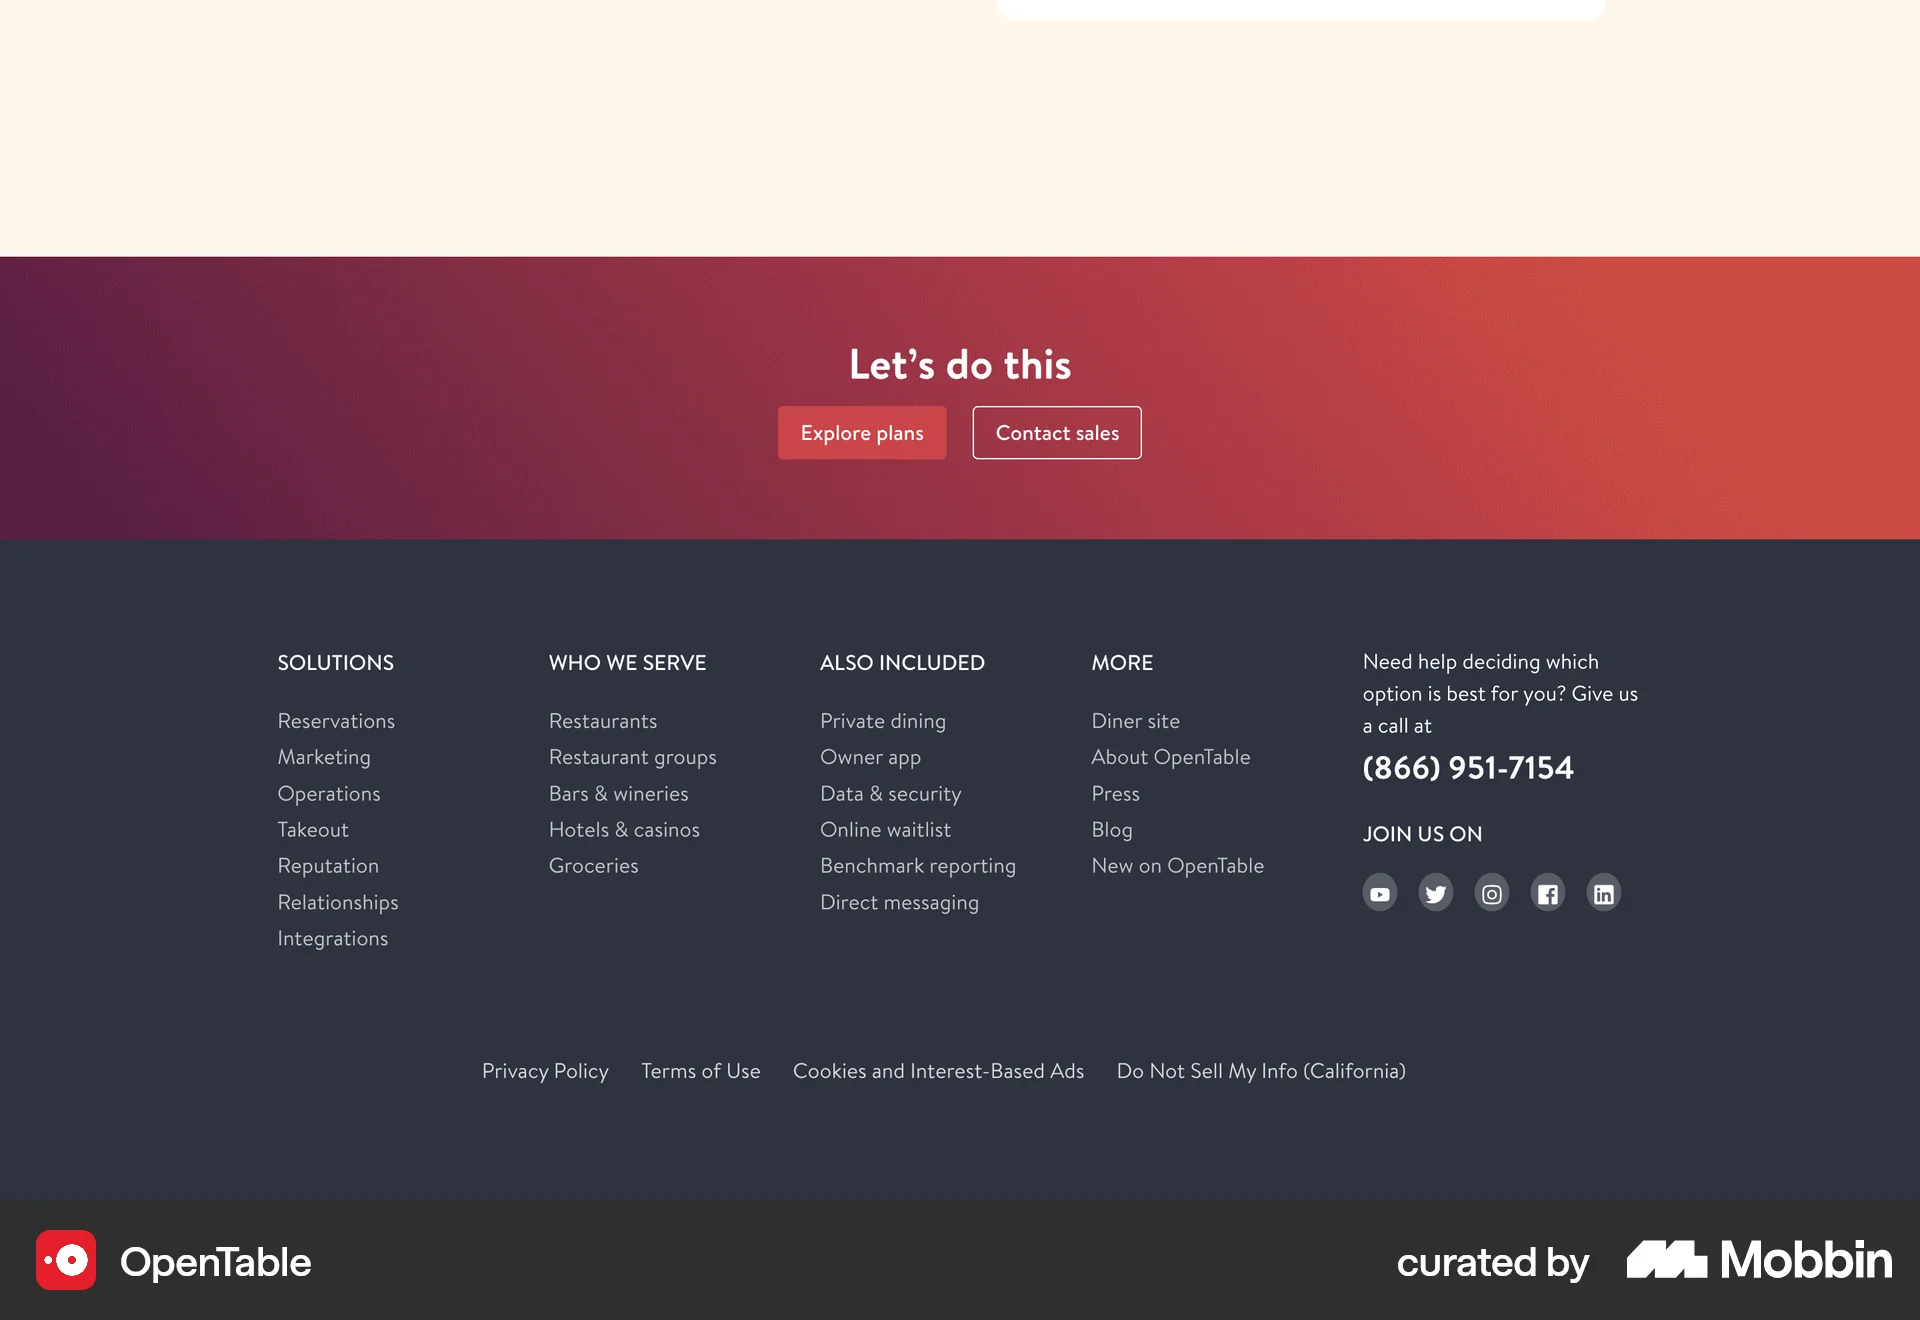 Let's do this
Explore plans
Contact sales
SOLUTIONS
Reservations
Marketing
Operations
Takeout
Reputation
Relationships
Integrations
WHO WE SERVE
Restaurants
Restaurant groups
Bars & wineries
Hotels & casinos
Groceries
ALSO INCLUDED
Private dining
Owner app
Data & security
Online waitlist
Benchmark reporting
Direct messaging
MORE
Diner site
About OpenTable
Press
Blog
New on OpenTable
Need help deciding which
option is best for you? Give us
a call at
(866) 951-7154
JOIN US ON
Privacy Policy
Terms of Use
Cookies and Interest-Based Ads
Do Not Sell My Info (California)
OpenTable
curated by
Mobbin